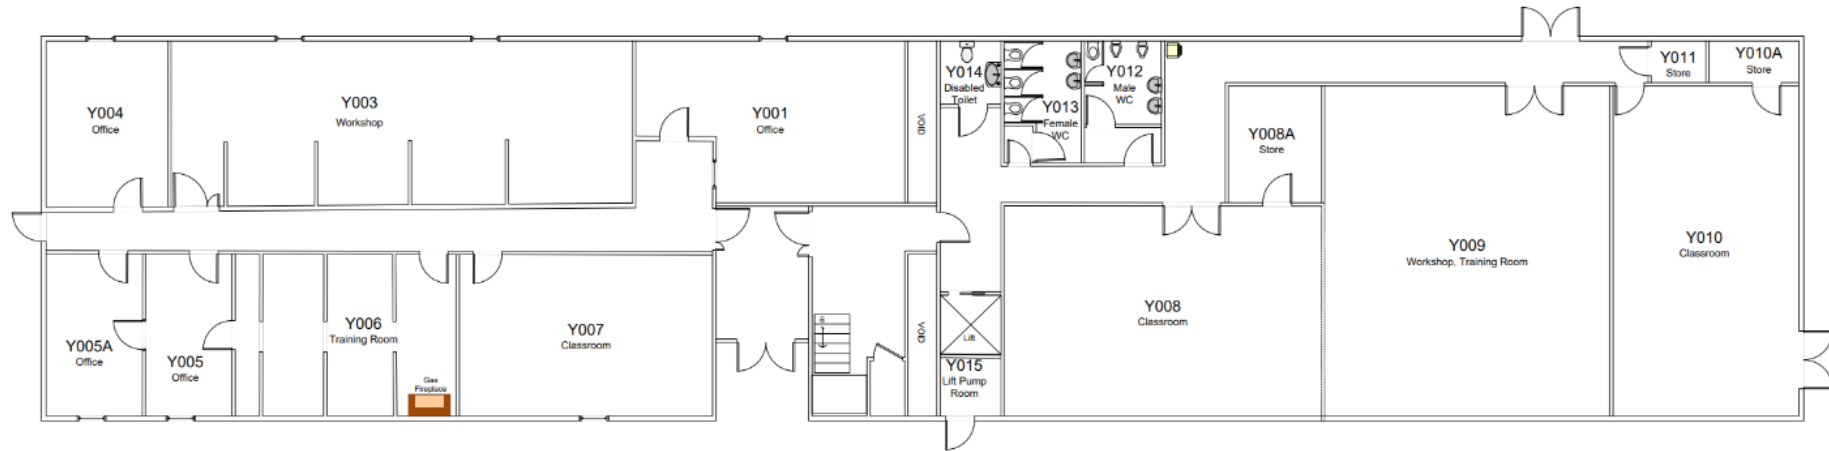 Y004
Office
Y003
Workshop
Y001
Office
VOID
Y014
Disabled
Toilet
Y013
Female
WC
Y012
Male
WC
Y011
Store
Y010A
Store
Y008A
Store
Y009
Workshop, Training Room
Y010
Classroom
Y005A
Office
Y005
Office
Y006
Training Room
Gas
Fireplace
Y007
Classroom
VOID
Lift
Y015
Lift Pump
Room
Y008
Classroom